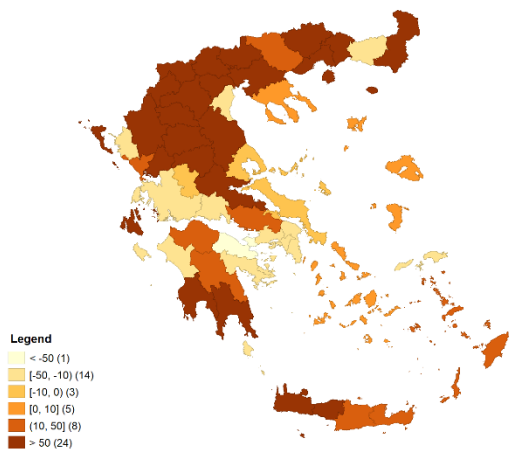 Legend
< -50 (1)
[-50, -10) (14)
[-10, 0) (3)
[0, 10] (5)
(10, 50] (8)
> 50 (24)